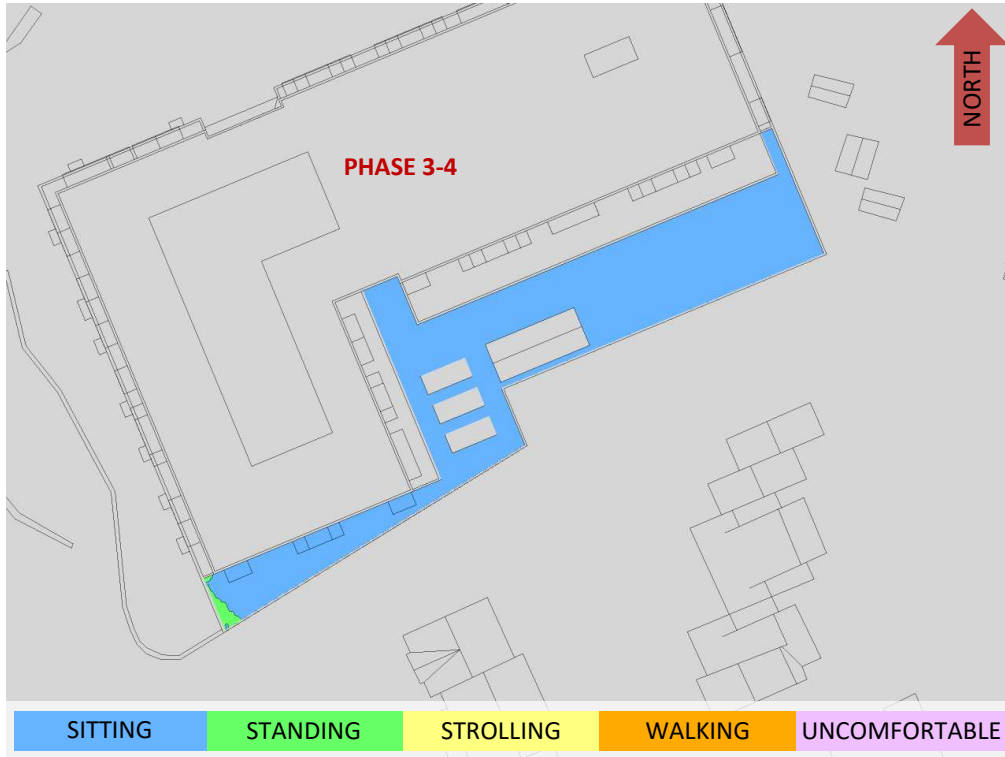 NORTH
PHASE 3-4
SITTING
STANDING
STROLLING
WALKING
UNCOMFORTABLE